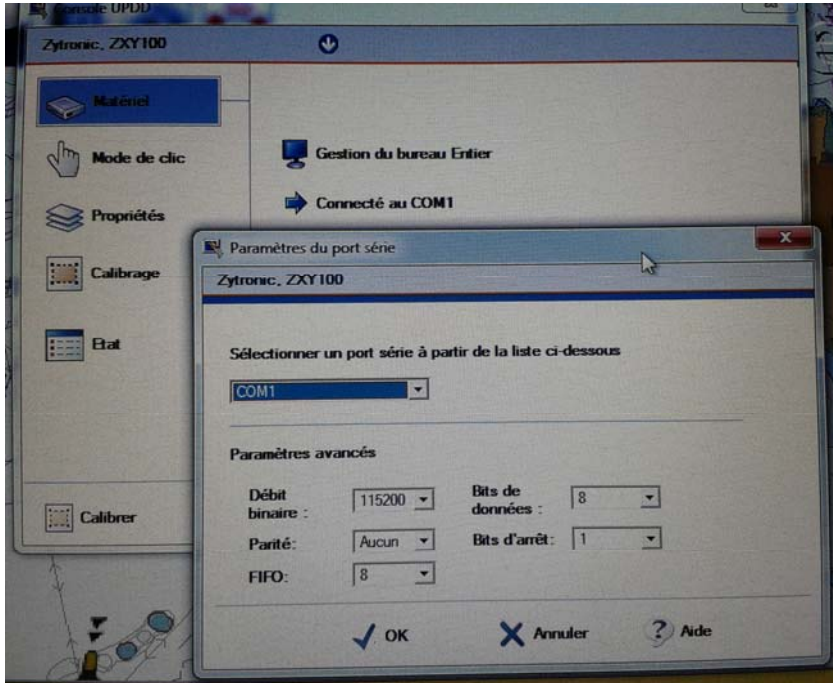 Console UPDD
Zytronic, ZXY100
Matériel
Mode de clic
Propriétés
Calibrage
Etat
Calibrer
Gestion du bureau Entier
Connecté au COM1
Paramètres du port série
Zytronic, ZXY100
Sélectionner un port série à partir de la liste ci-dessous
COM1
Paramètres avancés
Débit binaire : 115200
Bits de données : 8
Parité: Aucun
Bits d'arrêt: 1
FIFO: 8
OK Annuler Aide